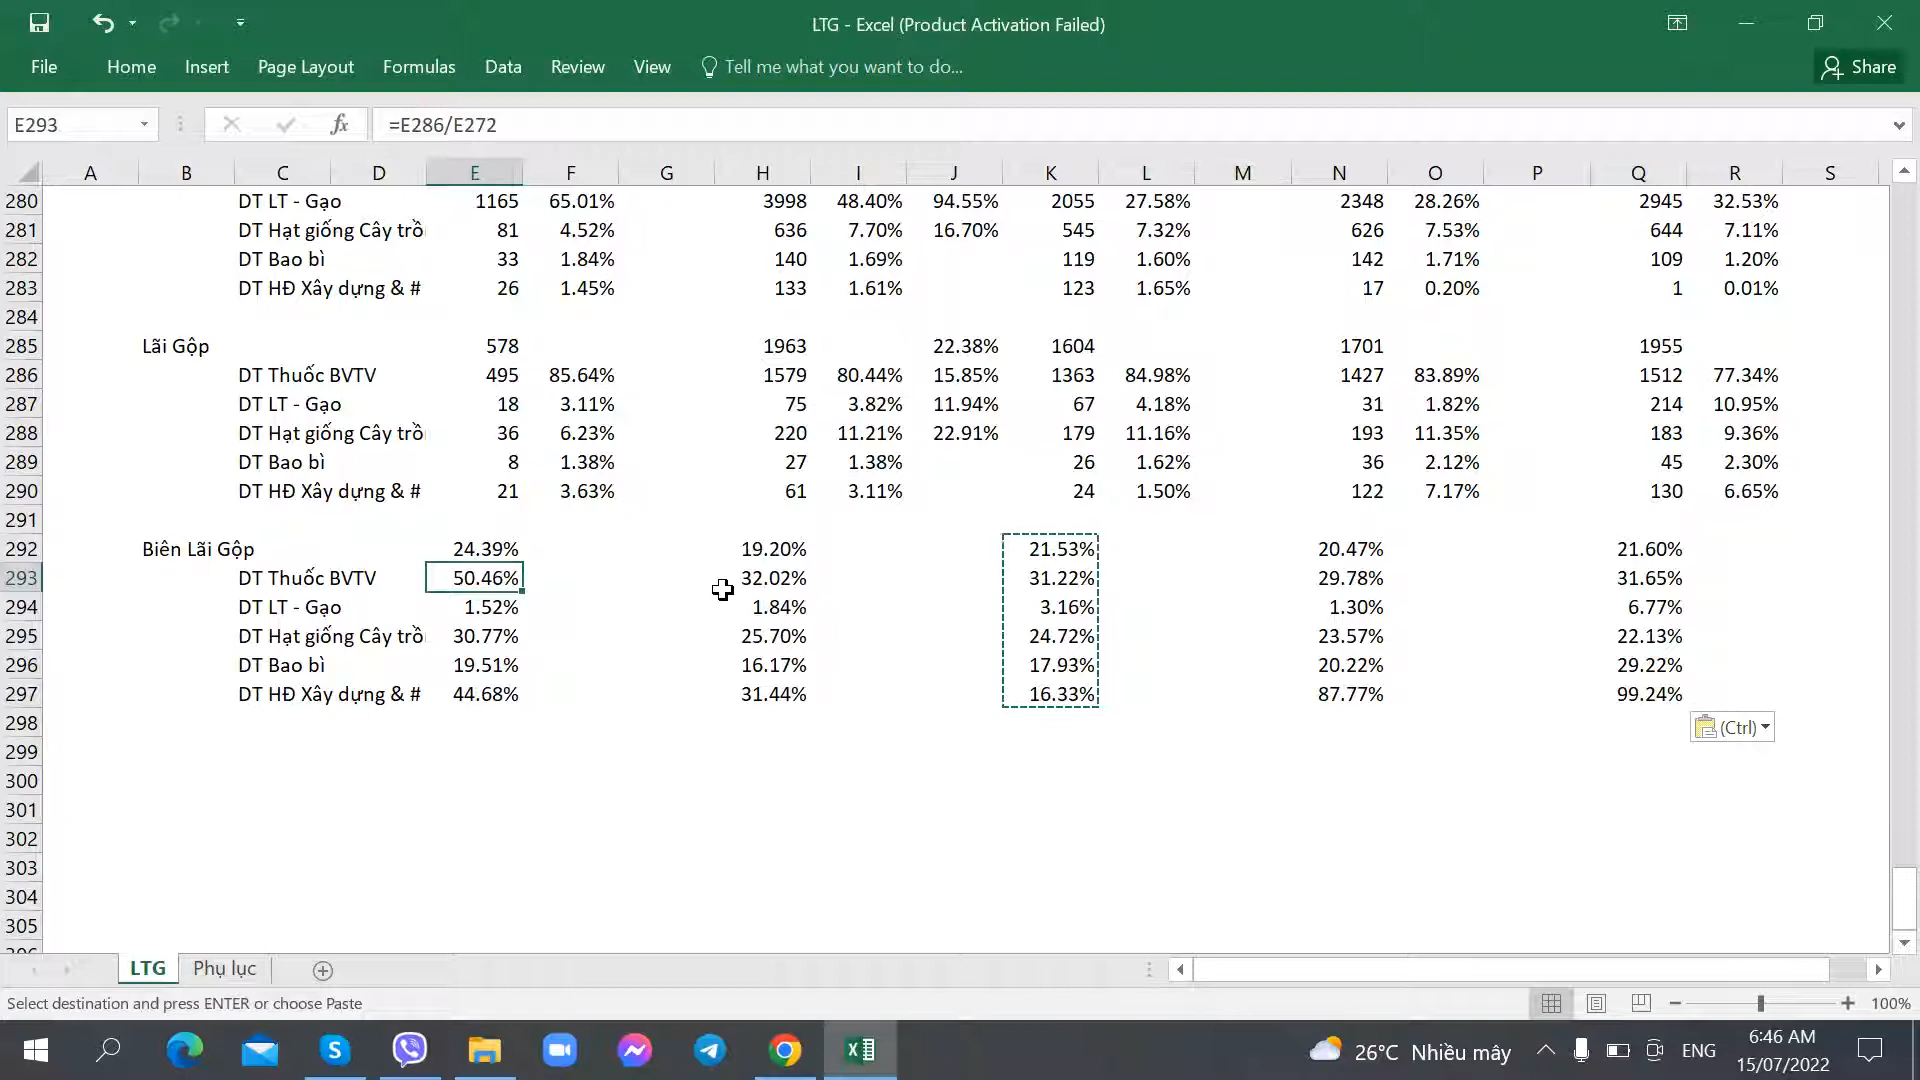 LTG - Excel (Product Activation Failed)
File Home Insert Page Layout Formulas Data Review View Tell me what you want to do... Share
E293 fx =E286/E272
A B C D E F G H I J K L M N O P Q R S
280 DT LT - Gạo 1165 65.01% 3998 48.40% 94.55% 2055 27.58% 2348 28.26% 2945 32.53%
281 DT Hạt giống Cây trồ 81 4.52% 636 7.70% 16.70% 545 7.32% 626 7.53% 644 7.11%
282 DT Bao bì 33 1.84% 140 1.69% 119 1.60% 142 1.71% 109 1.20%
283 DT HĐ Xây dựng & # 26 1.45% 133 1.61% 123 1.65% 17 0.20% 1 0.01%
284
285 Lãi Gộp 578 1963 22.38% 1604 1701 1955
286 DT Thuốc BVTV 495 85.64% 1579 80.44% 15.85% 1363 84.98% 1427 83.89% 1512 77.34%
287 DT LT - Gạo 18 3.11% 75 3.82% 11.94% 67 4.18% 31 1.82% 214 10.95%
288 DT Hạt giống Cây trồ 36 6.23% 220 11.21% 22.91% 179 11.16% 193 11.35% 183 9.36%
289 DT Bao bì 8 1.38% 27 1.38% 26 1.62% 36 2.12% 45 2.30%
290 DT HĐ Xây dựng & # 21 3.63% 61 3.11% 24 1.50% 122 7.17% 130 6.65%
291
292 Biên Lãi Gộp 24.39% 19.20% 21.53% 20.47% 21.60%
293 DT Thuốc BVTV 50.46% 32.02% 31.22% 29.78% 31.65%
294 DT LT - Gạo 1.52% 1.84% 3.16% 1.30% 6.77%
295 DT Hạt giống Cây trồ 30.77% 25.70% 24.72% 23.57% 22.13%
296 DT Bao bì 19.51% 16.17% 17.93% 20.22% 29.22%
297 DT HĐ Xây dựng & # 44.68% 31.44% 16.33% 87.77% 99.24%
298 (Ctrl)
299
300
301
302
303
304
305
LTG Phụ lục
Select destination and press ENTER or choose Paste 100%
26°C Nhiều mây ENG 6:46 AM
15/07/2022